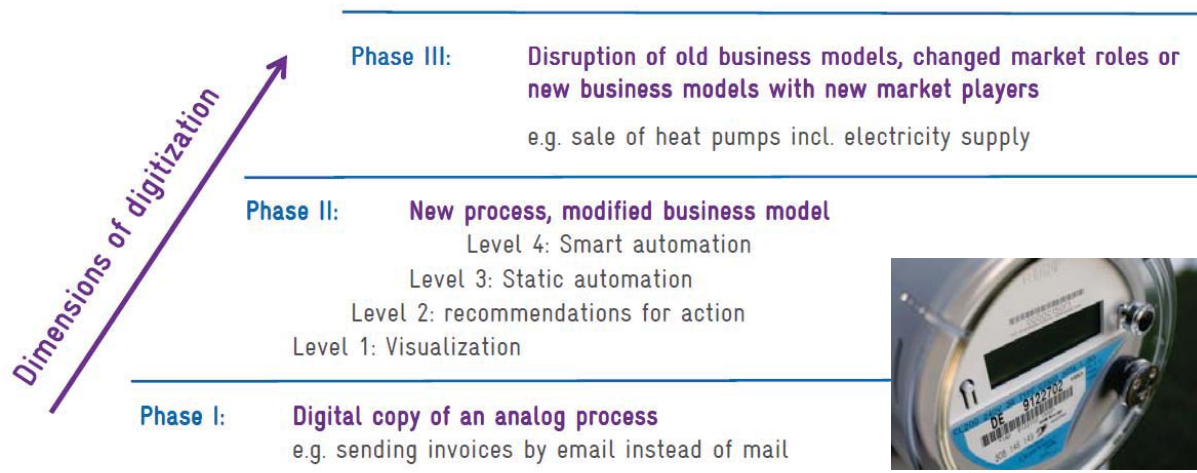 Phase III: Disruption of old business models, changed market roles or
new business models with new market players
e.g. sale of heat pumps incl. electricity supply
Dimensions of digitization
Phase II: New process, modified business model
Level 4: Smart automation
Level 3: Static automation
Level 2: recommendations for action
Level 1: Visualization
Phase I: Digital copy of an analog process
e.g. sending invoices by email instead of mail
DE 9122702